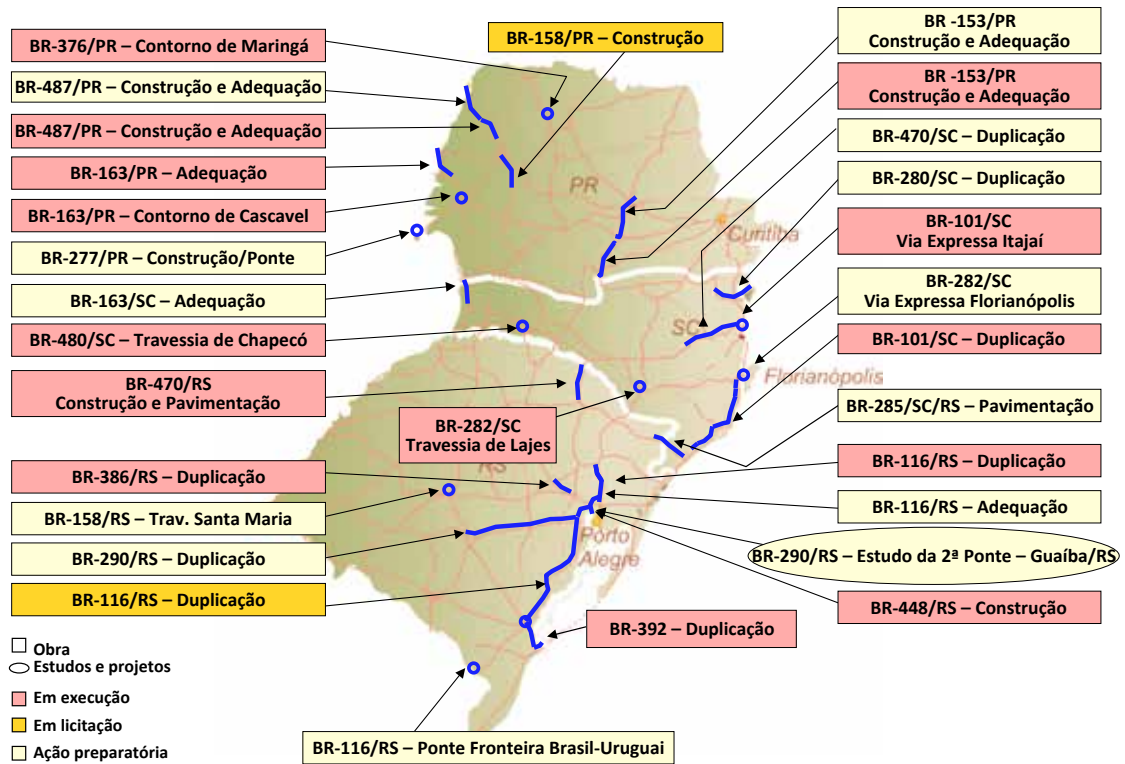 BR-376/PR – Contorno de Maringá
BR-487/PR – Construção e Adequação
BR-487/PR – Construção e Adequação
BR-163/PR – Adequação
BR-163/PR – Contorno de Cascavel
BR-277/PR – Construção/Ponte
BR-163/SC – Adequação
BR-480/SC – Travessia de Chapecó
BR-470/RS
Construção e Pavimentação
BR-386/RS – Duplicação
BR-158/RS – Trav. Santa Maria
BR-290/RS – Duplicação
BR-116/RS – Duplicação
Obra
Estudos e projetos
Em execução
Em licitação
Ação preparatória
BR-158/PR – Construção
PR
Curitiba
SC
Florianópolis
BR-282/SC
Travessia de Lajes
RS
Porto
Alegre
BR-392 – Duplicação
BR-116/RS – Ponte Fronteira Brasil-Uruguai
BR -153/PR
Construção e Adequação
BR -153/PR
Construção e Adequação
BR-470/SC – Duplicação
BR-280/SC – Duplicação
BR-101/SC
Via Expressa Itajaí
BR-282/SC
Via Expressa Florianópolis
BR-101/SC – Duplicação
BR-285/SC/RS – Pavimentação
BR-116/RS – Duplicação
BR-116/RS – Adequação
BR-290/RS – Estudo da 2ª Ponte – Guaíba/RS
BR-448/RS – Construção